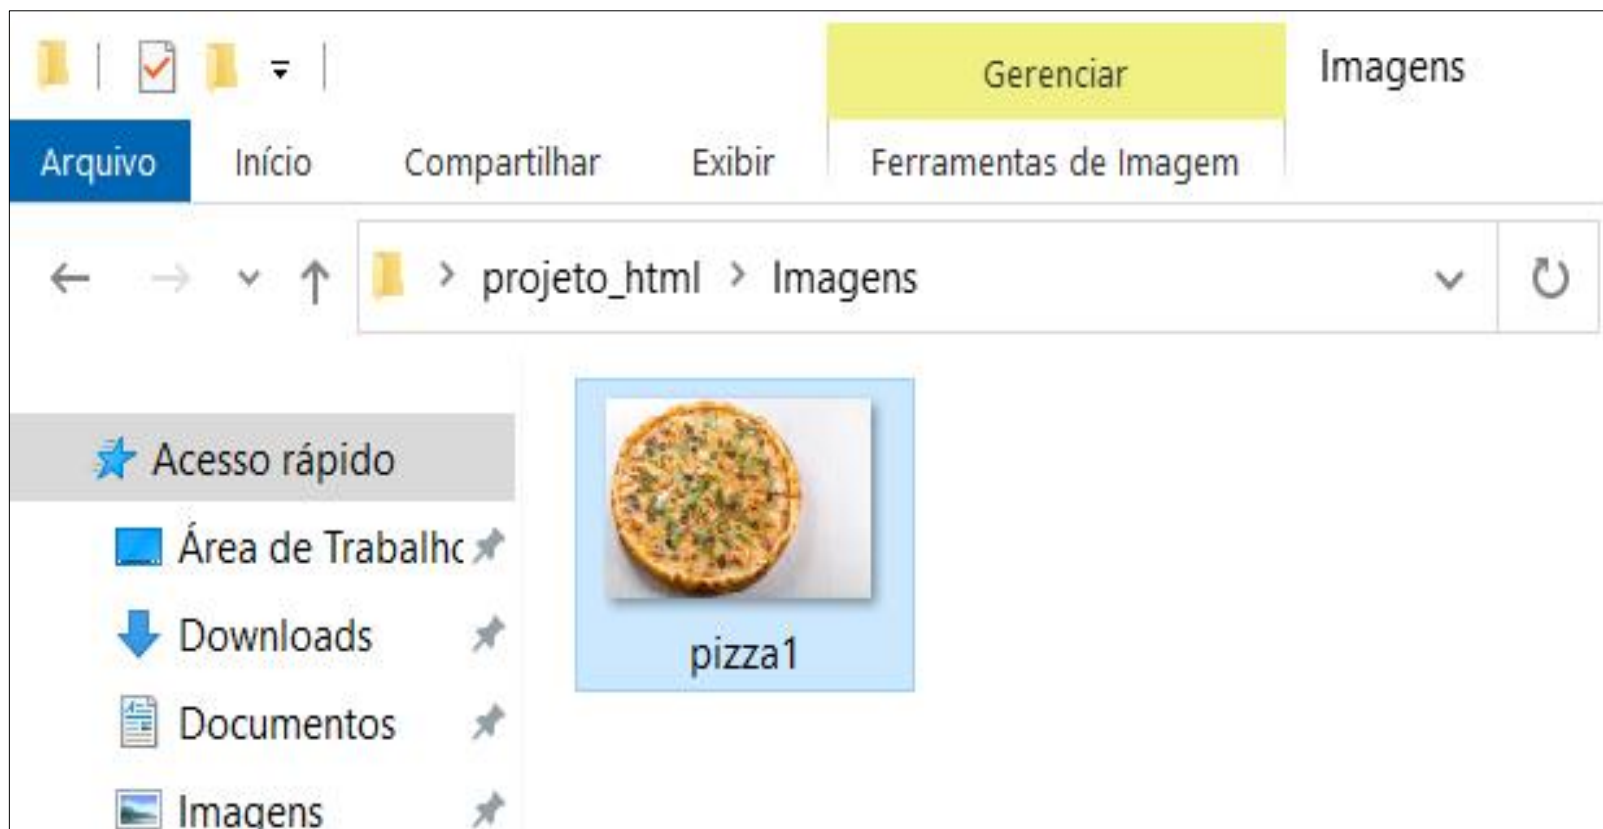 Gerenciar
Imagens
Arquivo
Início
Compartilhar
Exibir
Ferramentas de Imagem
projeto_html
Imagens
Acesso rápido
Área de Trabalho
Downloads
Documentos
Imagens
pizza1